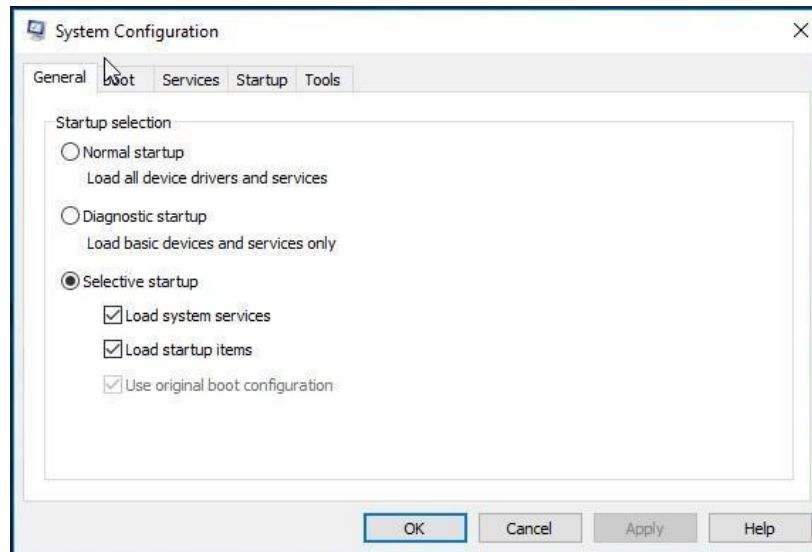 System Configuration
General Boot Services Startup Tools
Startup selection
Normal startup
Load all device drivers and services
Diagnostic startup
Load basic devices and services only
Selective startup
Load system services
Load startup items
Use original boot configuration
OK Cancel Apply Help